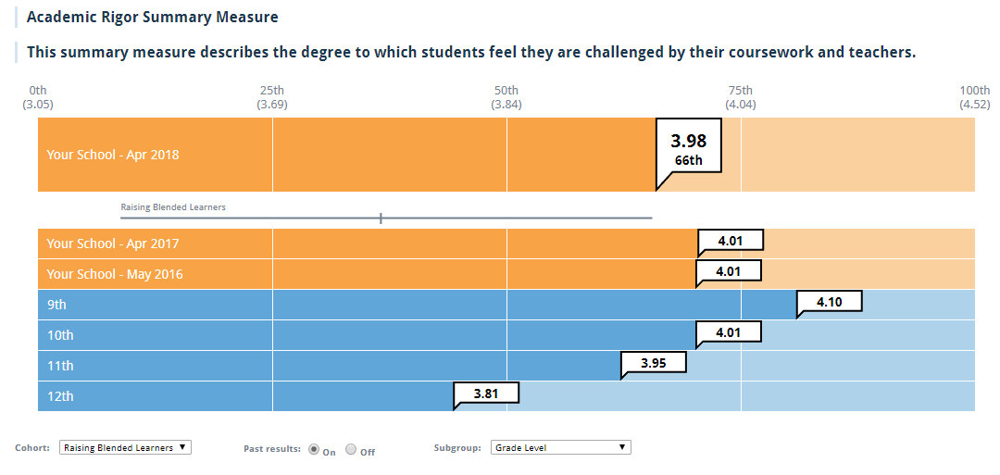 Academic Rigor Summary Measure
This summary measure describes the degree to which students feel they are challenged by their coursework and teachers.
0th 25th 50th 75th 100th
(3.05) (3.69) (3.84) (4.04) (4.52)
Your School - Apr 2018 3.98
66th
Raising Blended Learners
Your School - Apr 2017 4.01
Your School - May 2016 4.01
9th 4.10
10th 4.01
11th 3.95
12th 3.81
Cohort: Raising Blended Learners Past results: On Off Subgroup: Grade Level